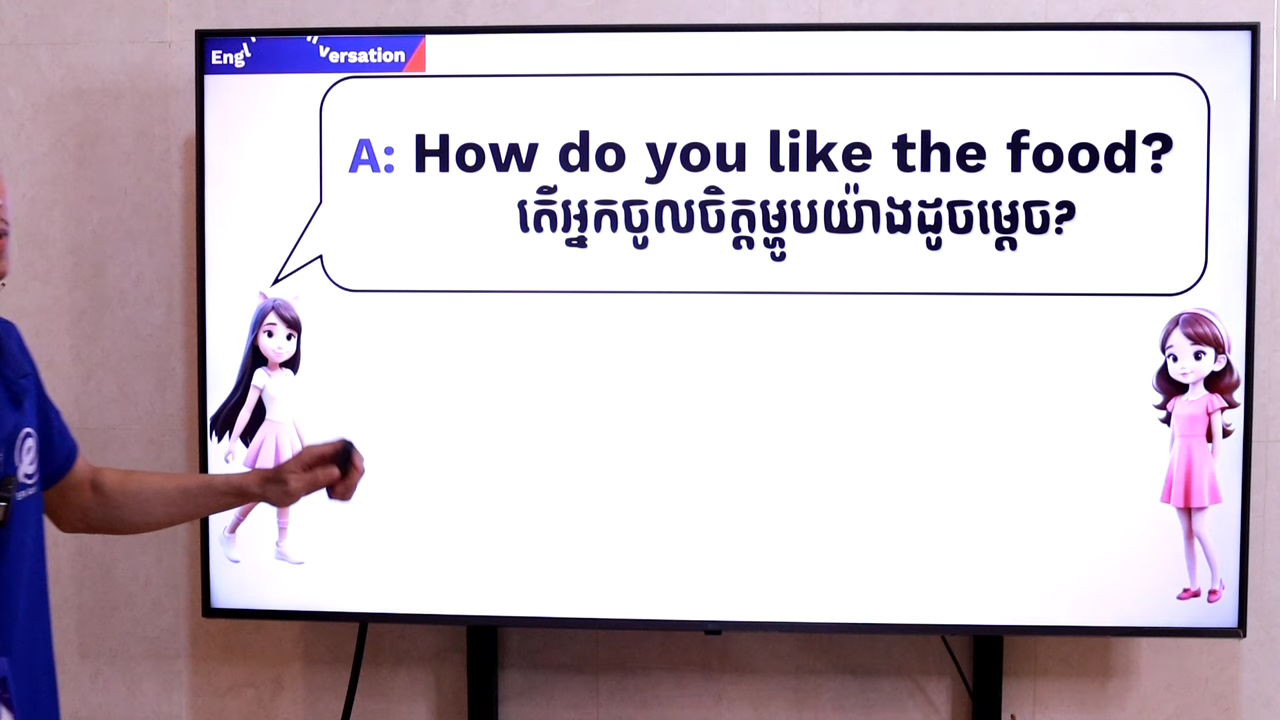 A: How do you like the food?
តើអ្នកចូលចិត្តម្ហូបយ៉ាងដូចម្តេច?